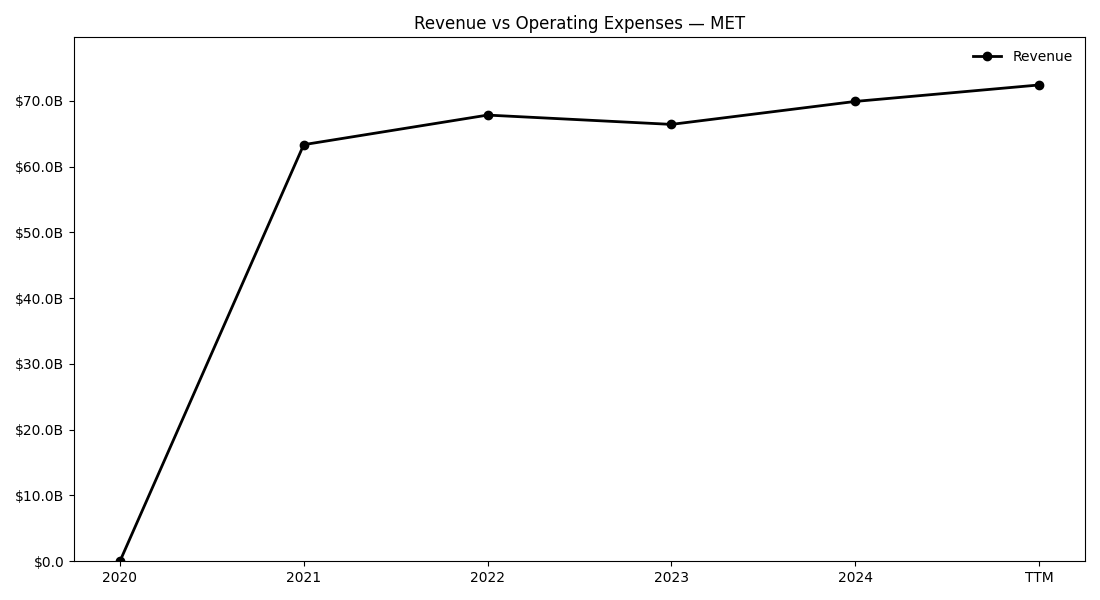 Revenue vs Operating Expenses — MET
Revenue
$70.0B
$60.0B
$50.0B
$40.0B
$30.0B
$20.0B
$10.0B
$0.0
2020 2021 2022 2023 2024 TTM